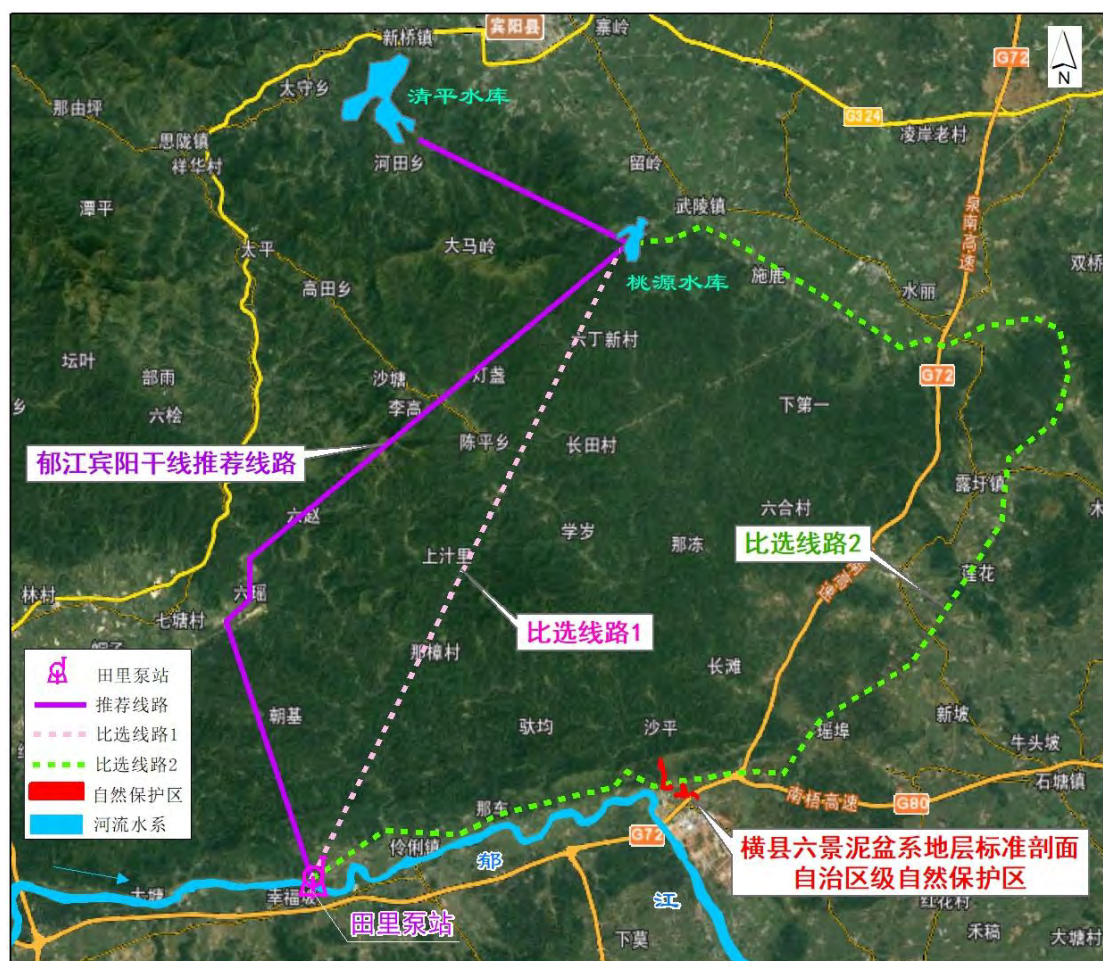 新桥镇
宾阳县
寨岭
G72
N
太守乡
清平水库
那由坪
G324
凌岸老村
思陇镇
祥华村
河田乡
留岭
潭平
武陵镇
泉南高速
太平
大马岭
施鹿
双桥
高田乡
桃源水库
水丽
六丁新村
坛叶
部雨
沙塘
灯盏
G72
六桧
李高
下第一
乡
陈平乡
长田村
郁江宾阳干线推荐线路
露圩镇
六赵
学岁
六合村
木
上汁里
那冻
比选线路2
莲花
高速
林村
六瑶
七塘村
比选线路1
那樟村
长滩
田里泵站
推荐线路
比选线路1
比选线路2
自然保护区
河流水系
朝基
驮均
沙平
瑶埠
新坡
牛头坡
石塘镇
那车
南梧高速
G80
伶俐镇
G72
郁
江
横县六景泥盆系地层标准剖面
自治区级自然保护区
幸福坡
田里泵站
红花村
下莫
禾稿
大塘村